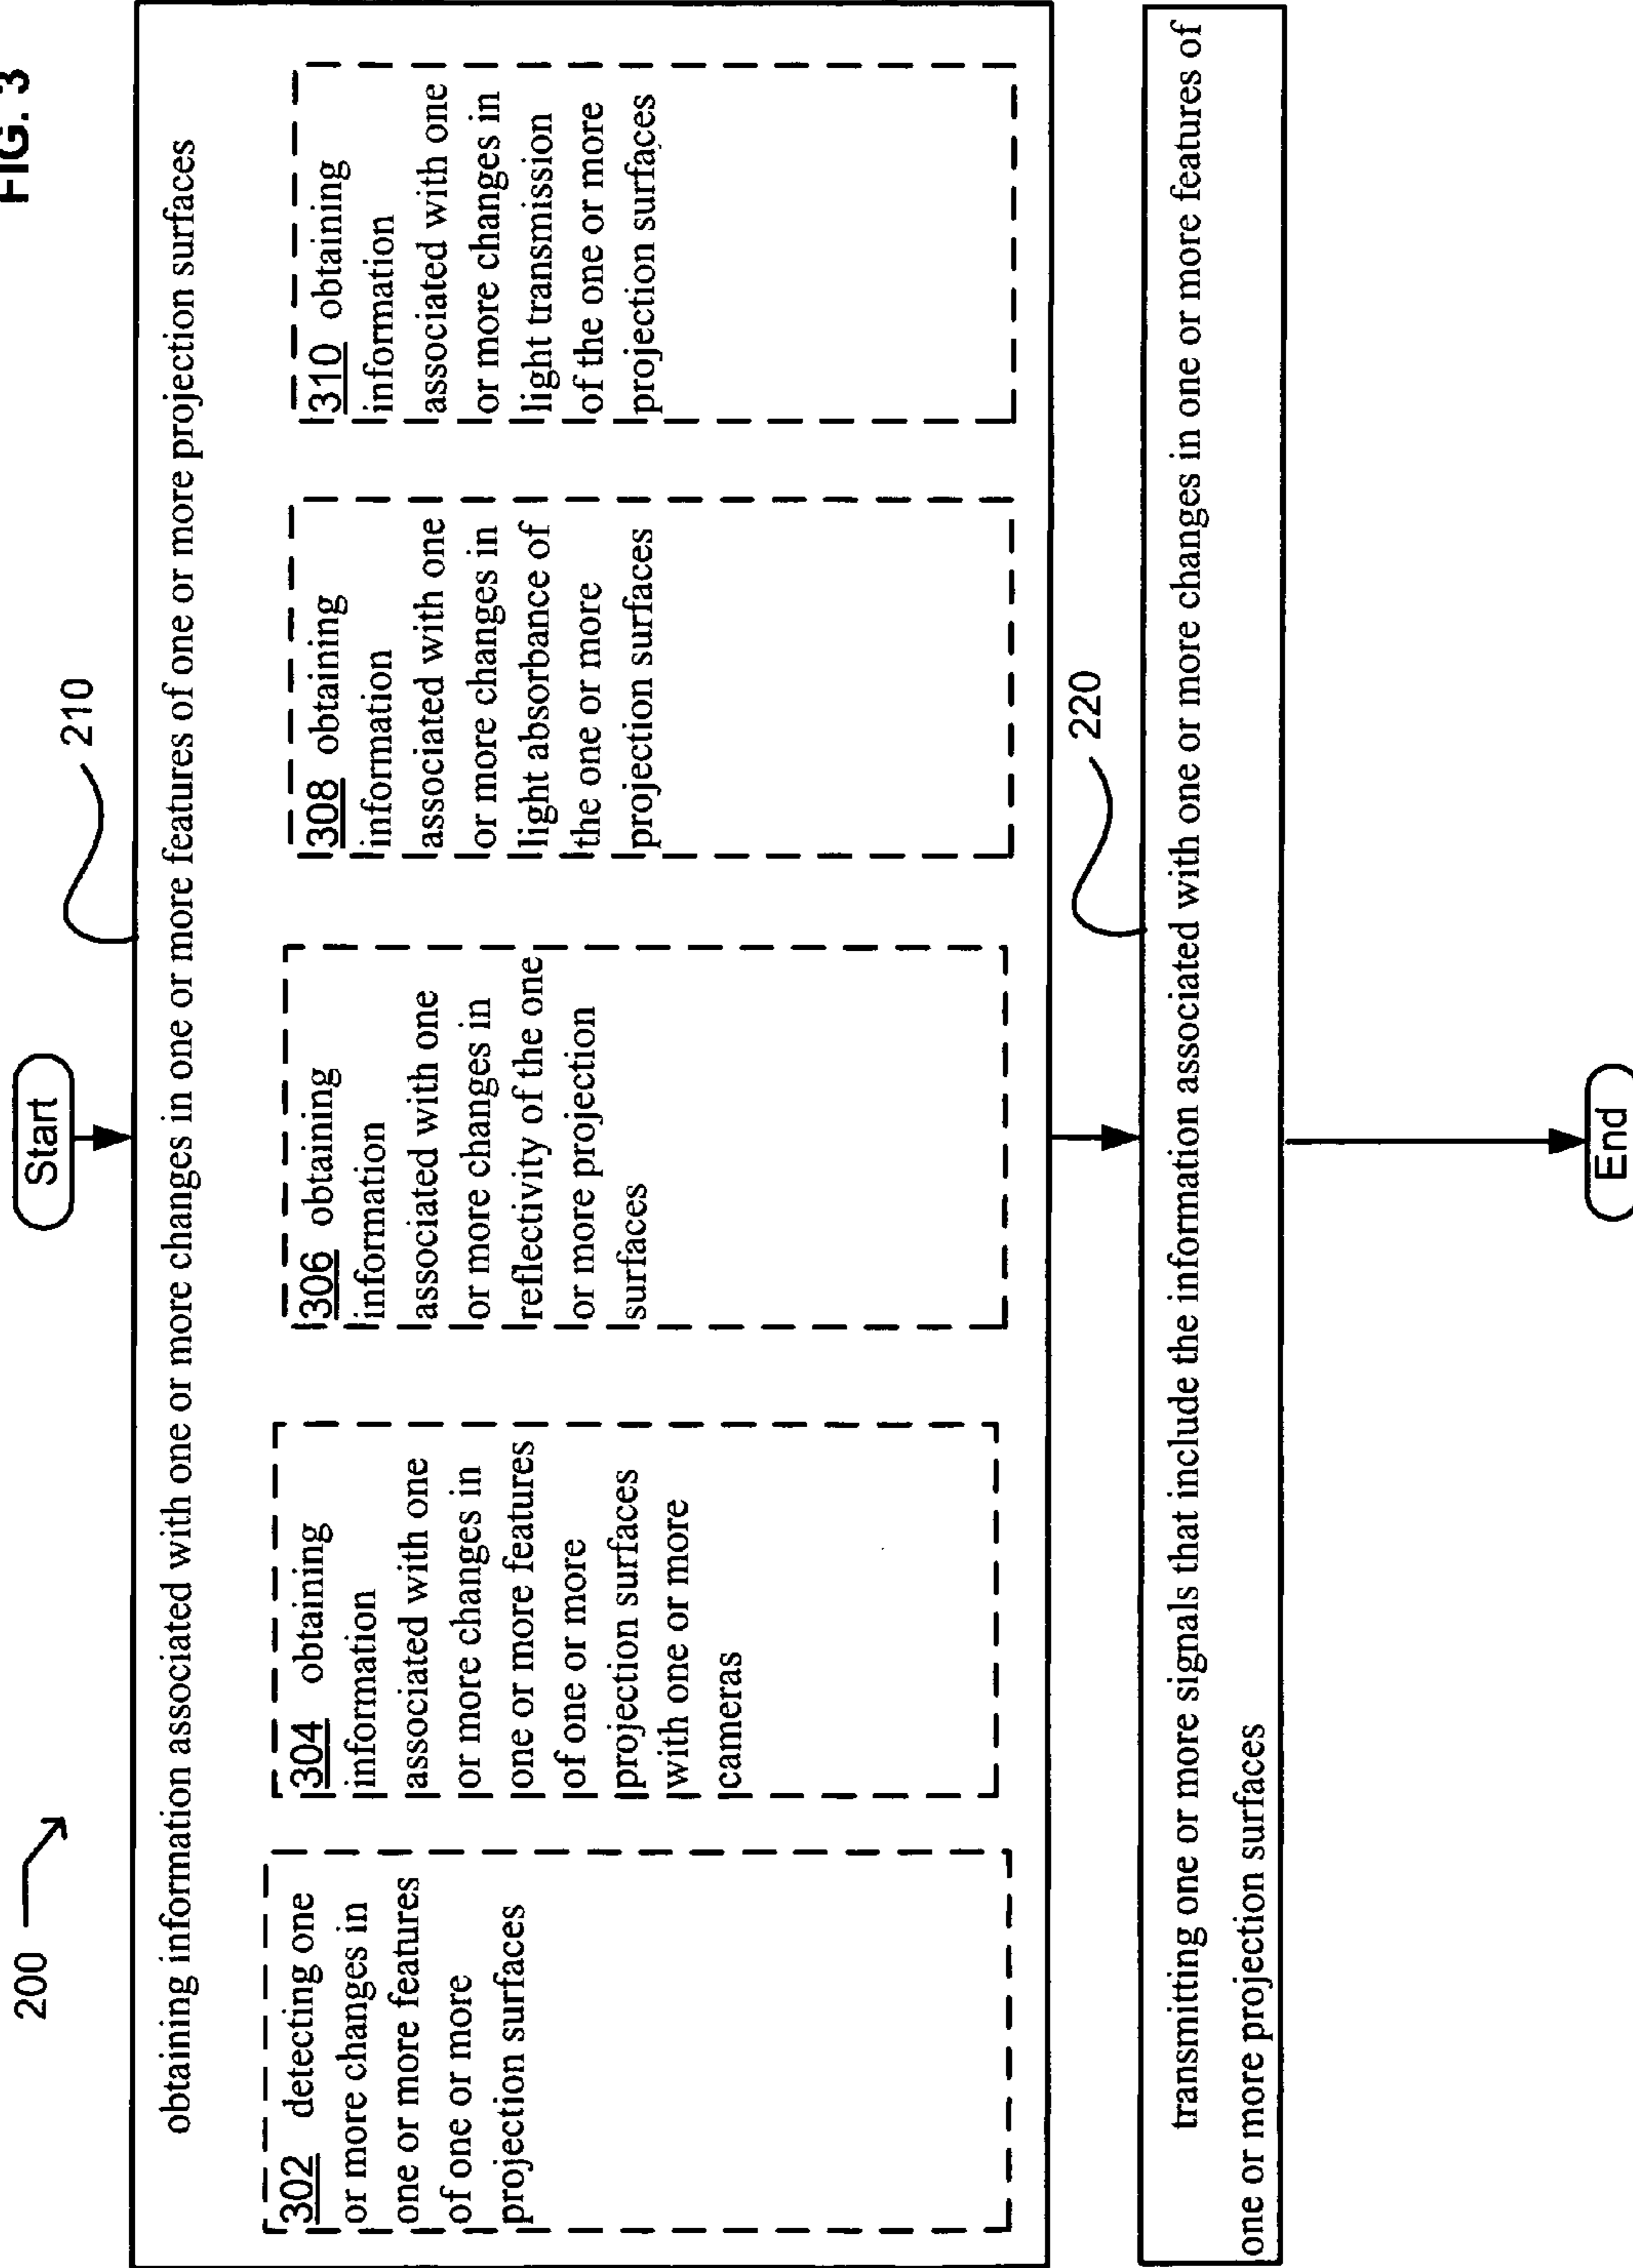 FIG. 3
200
Start
210
obtaining information associated with one or more changes in one or more features of one or more projection surfaces
302 detecting one
or more changes in
one or more features
of one or more
projection surfaces
304 obtaining
information
associated with one
or more changes in
one or more features
of one or more
projection surfaces
with one or more
cameras
306 obtaining
information
associated with one
or more changes in
reflectivity of the one
or more projection
surfaces
308 obtaining
information
associated with one
or more changes in
light absorbance of
the one or more
projection surfaces
310 obtaining
information
associated with one
or more changes in
light transmission
of the one or more
projection surfaces
220
transmitting one or more signals that include the information associated with one or more changes in one or more features of
one or more projection surfaces
End